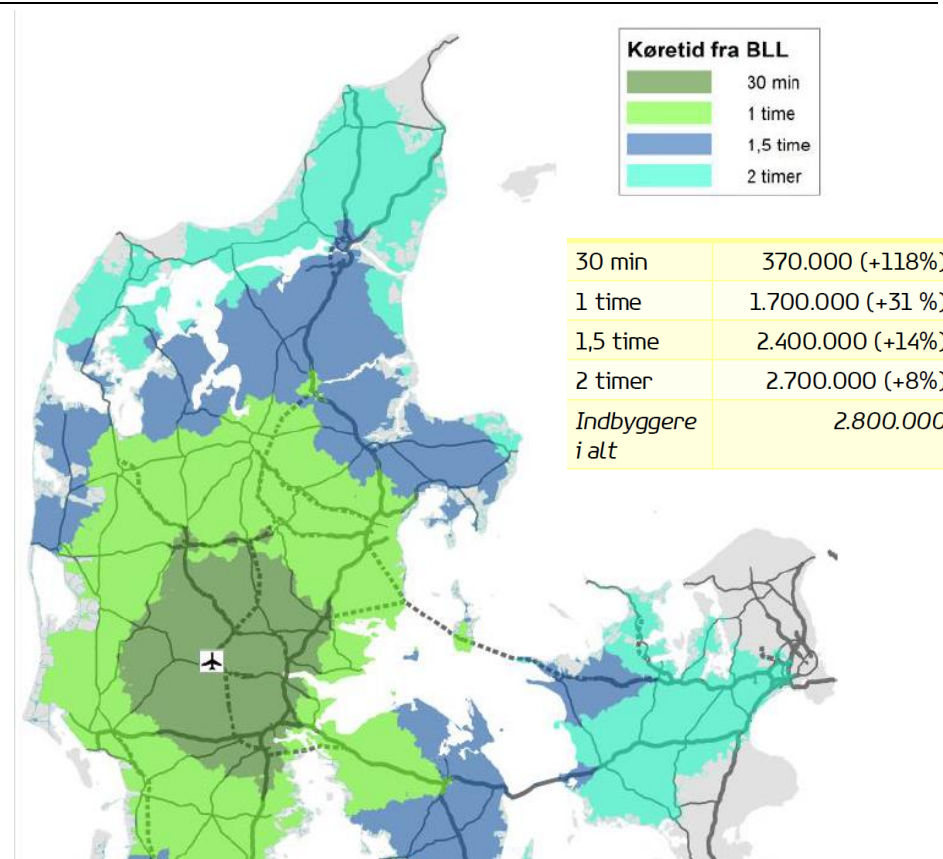 Køretid fra BLL
30 min
1 time
1,5 time
2 timer
30 min 370.000 (+118%)
1 time 1.700.000 (+31 %)
1,5 time 2.400.000 (+14%)
2 timer 2.700.000 (+8%)
Indbyggere 2.800.000
i alt